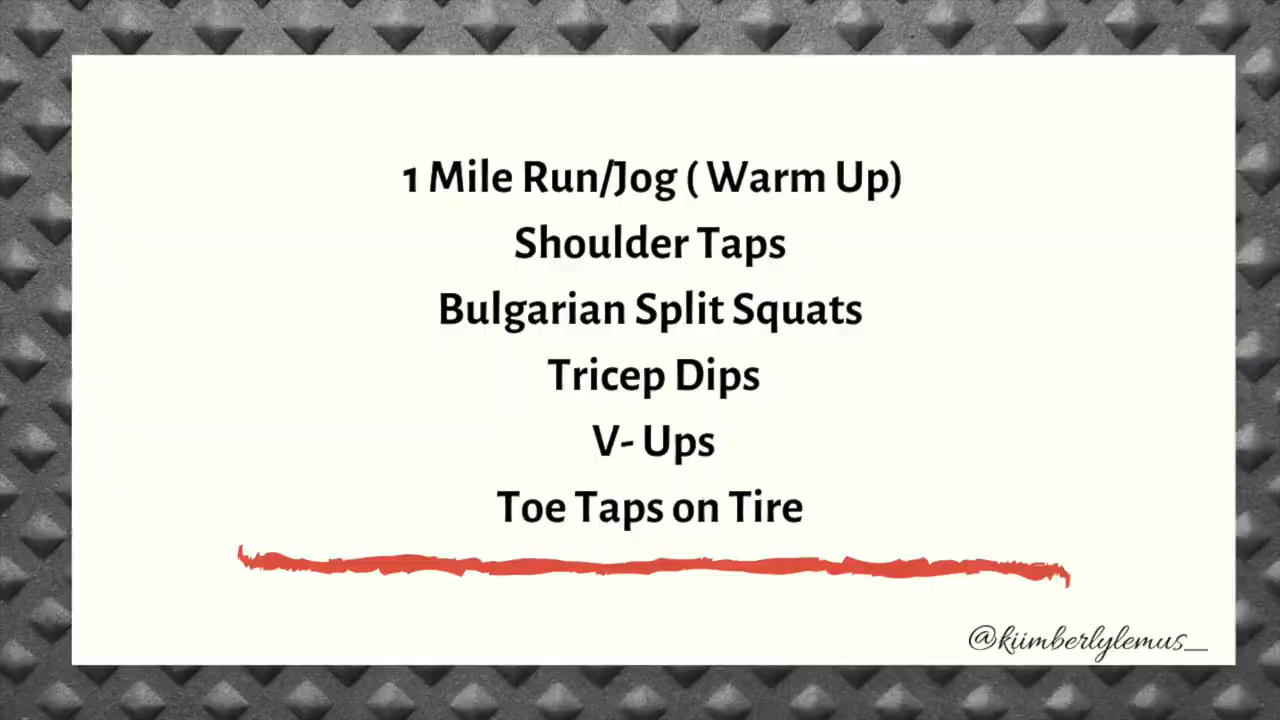 1 Mile Run/Jog ( Warm Up)
Shoulder Taps
Bulgarian Split Squats
Tricep Dips
V- Ups
Toe Taps on Tire
@kiimberlylemus__